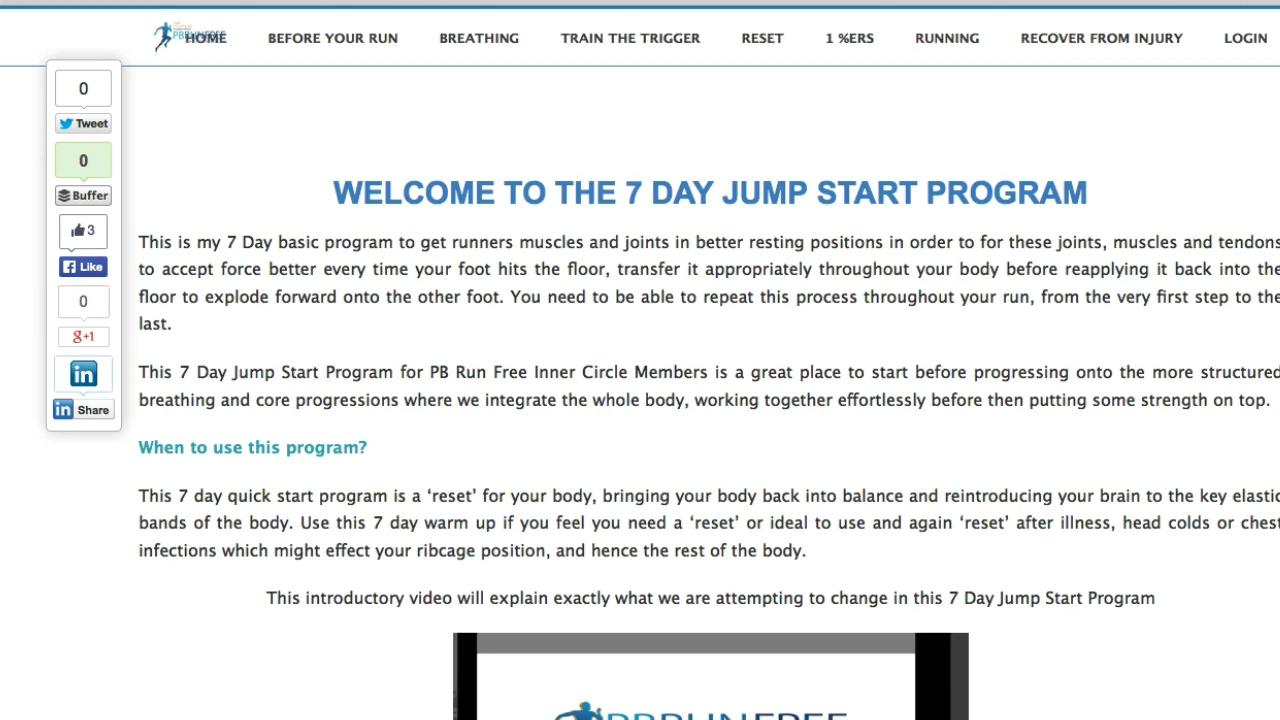 HOME BEFORE YOUR RUN BREATHING TRAIN THE TRIGGER RESET 1 %ERS RUNNING RECOVER FROM INJURY LOGIN
0
Tweet
0
Buffer
3
Like
0
g+1
in
in Share
WELCOME TO THE 7 DAY JUMP START PROGRAM
This is my 7 Day basic program to get runners muscles and joints in better resting positions in order to for these joints, muscles and tendons
to accept force better every time your foot hits the floor, transfer it appropriately throughout your body before reapplying it back into the
floor to explode forward onto the other foot. You need to be able to repeat this process throughout your run, from the very first step to the
last.
This 7 Day Jump Start Program for PB Run Free Inner Circle Members is a great place to start before progressing onto the more structured
breathing and core progressions where we integrate the whole body, working together effortlessly before then putting some strength on top.
When to use this program?
This 7 day quick start program is a ‘reset’ for your body, bringing your body back into balance and reintroducing your brain to the key elastic
bands of the body. Use this 7 day warm up if you feel you need a ‘reset’ or ideal to use and again ‘reset’ after illness, head colds or chest
infections which might effect your ribcage position, and hence the rest of the body.
This introductory video will explain exactly what we are attempting to change in this 7 Day Jump Start Program
PBRUNFREE